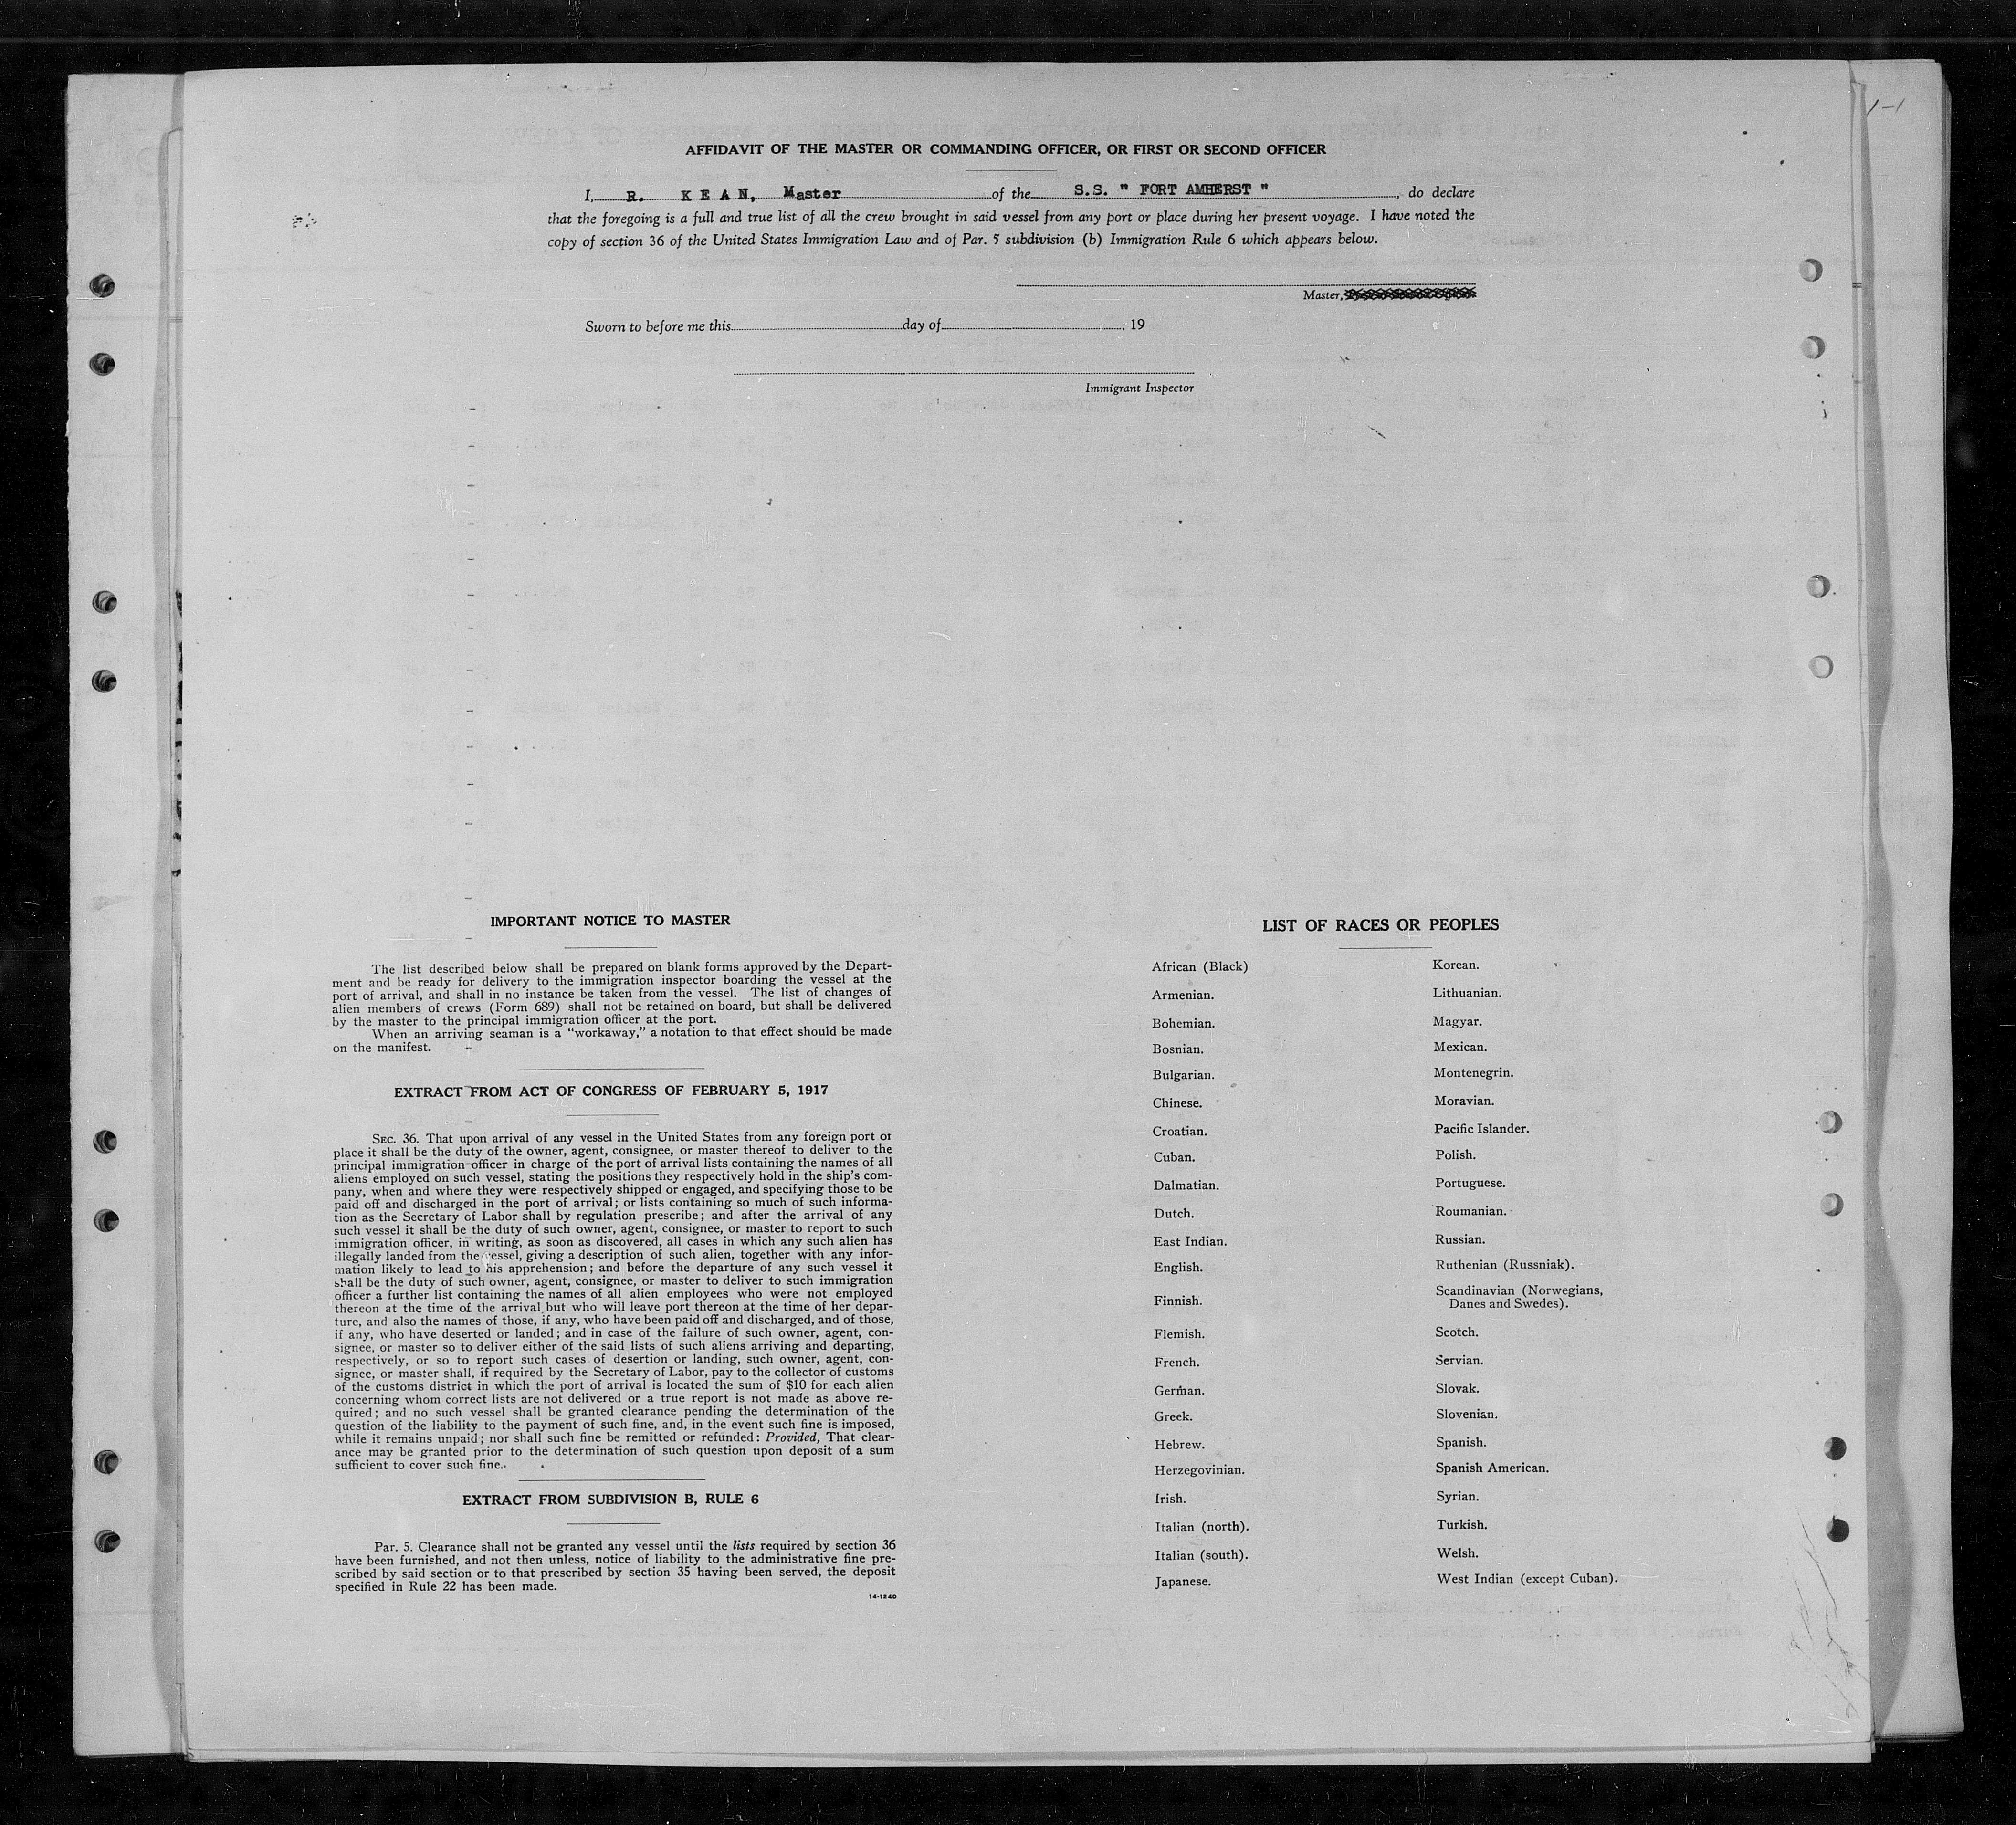 1-1
AFFIDAVIT OF THE MASTER OR COMMANDING OFFICER, OR FIRST OR SECOND OFFICER
I, R. K E A N, Master of the S.S. " FORT AMHERST ", do declare
that the foregoing is a full and true list of all the crew brought in said vessel from any port or place during her present voyage. I have noted the
copy of section 36 of the United States Immigration Law and of Par. 5 subdivision (b) Immigration Rule 6 which appears below.
Master,
Sworn to before me this day of , 19
Immigrant Inspector
IMPORTANT NOTICE TO MASTER
The list described below shall be prepared on blank forms approved by the Depart-
ment and be ready for delivery to the immigration inspector boarding the vessel at the
port of arrival, and shall in no instance be taken from the vessel. The list of changes of
alien members of crews (Form 689) shall not be retained on board, but shall be delivered
by the master to the principal immigration officer at the port.
When an arriving seaman is a “workaway,” a notation to that effect should be made
on the manifest.
EXTRACT FROM ACT OF CONGRESS OF FEBRUARY 5, 1917
SEC. 36. That upon arrival of any vessel in the United States from any foreign port or
place it shall be the duty of the owner, agent, consignee, or master thereof to deliver to the
principal immigration officer in charge of the port of arrival lists containing the names of all
aliens employed on such vessel, stating the positions they respectively hold in the ship's com-
pany, when and where they were respectively shipped or engaged, and specifying those to be
paid off and discharged in the port of arrival; or lists containing so much of such informa-
tion as the Secretary of Labor shall by regulation prescribe; and after the arrival of any
such vessel it shall be the duty of such owner, agent, consignee, or master to report to such
immigration officer, in writing, as soon as discovered, all cases in which any such alien has
illegally landed from the vessel, giving a description of such alien, together with any infor-
mation likely to lead to his apprehension; and before the departure of any such vessel it
shall be the duty of such owner, agent, consignee, or master to deliver to such immigration
officer a further list containing the names of all alien employees who were not employed
thereon at the time of the arrival but who will leave port thereon at the time of her depar-
ture, and also the names of those, if any, who have been paid off and discharged, and of those,
if any, who have deserted or landed; and in case of the failure of such owner, agent, con-
signee, or master so to deliver either of the said lists of such aliens arriving and departing,
respectively, or so to report such cases of desertion or landing, such owner, agent, con-
signee, or master shall, if required by the Secretary of Labor, pay to the collector of customs
of the customs district in which the port of arrival is located the sum of $10 for each alien
concerning whom correct lists are not delivered or a true report is not made as above re-
quired; and no such vessel shall be granted clearance pending the determination of the
question of the liability to the payment of such fine, and, in the event such fine is imposed,
while it remains unpaid; nor shall such fine be remitted or refunded: Provided, That clear-
ance may be granted prior to the determination of such question upon deposit of a sum
sufficient to cover such fine.
EXTRACT FROM SUBDIVISION B, RULE 6
Par. 5. Clearance shall not be granted any vessel until the lists required by section 36
have been furnished, and not then unless, notice of liability to the administrative fine pre-
scribed by said section or to that prescribed by section 35 having been served, the deposit
specified in Rule 22 has been made.
14-1240
LIST OF RACES OR PEOPLES
African (Black)
Armenian.
Bohemian.
Bosnian.
Bulgarian.
Chinese.
Croatian.
Cuban.
Dalmatian.
Dutch.
East Indian.
English.
Finnish.
Flemish.
French.
German.
Greek.
Hebrew.
Herzegovinian.
Irish.
Italian (north).
Italian (south).
Japanese.
Korean.
Lithuanian.
Magyar.
Mexican.
Montenegrin.
Moravian.
Pacific Islander.
Polish.
Portuguese.
Roumanian.
Russian.
Ruthenian (Russniak).
Scandinavian (Norwegians,
Danes and Swedes).
Scotch.
Servian.
Slovak.
Slovenian.
Spanish.
Spanish American.
Syrian.
Turkish.
Welsh.
West Indian (except Cuban).